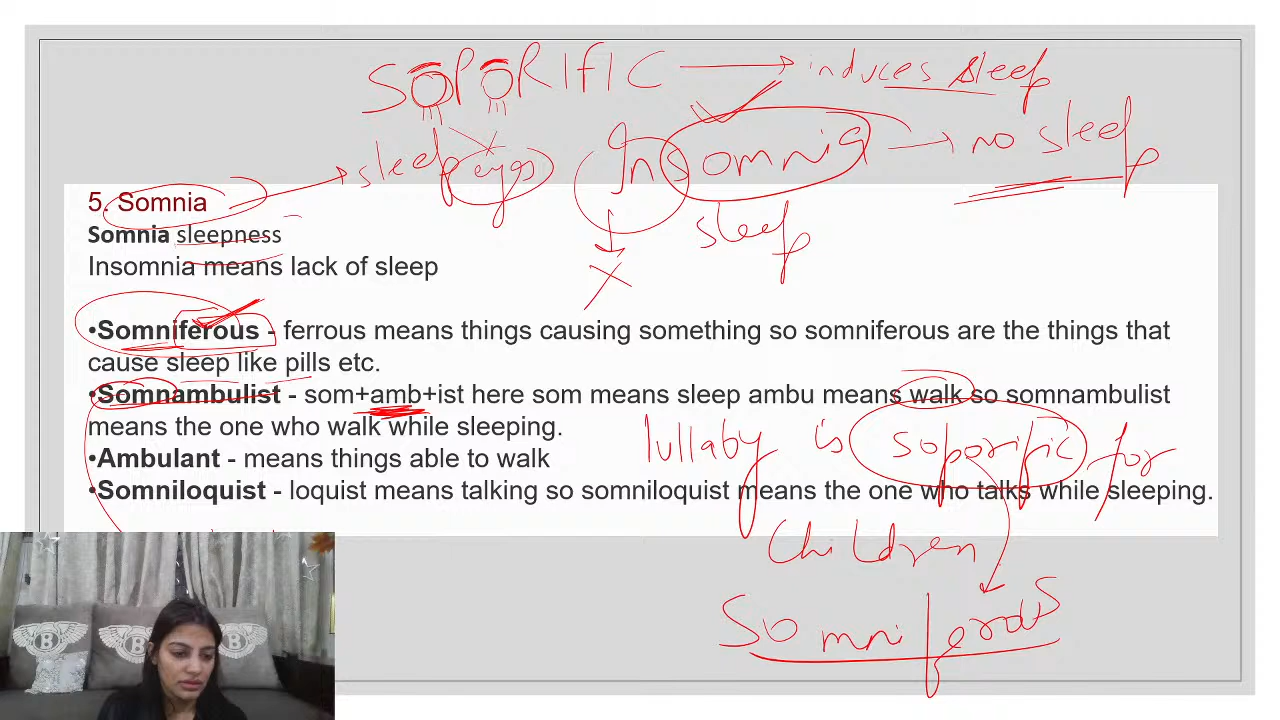 SOPORIFIC → induces sleep
sleep eyes Insomnia → no sleep
sleep
5. Somnia
Somnia sleepness
Insomnia means lack of sleep
•Somniferous - ferrous means things causing something so somniferous are the things that
cause sleep like pills etc.
•Somnambulist - som+amb+ist here som means sleep ambu means walk so somnambulist
means the one who walk while sleeping.
•Ambulant - means things able to walk
•Somniloquist - loquist means talking so somniloquist means the one who talks while sleeping.
lullaby is soporific for
children
Somniferous
B B B